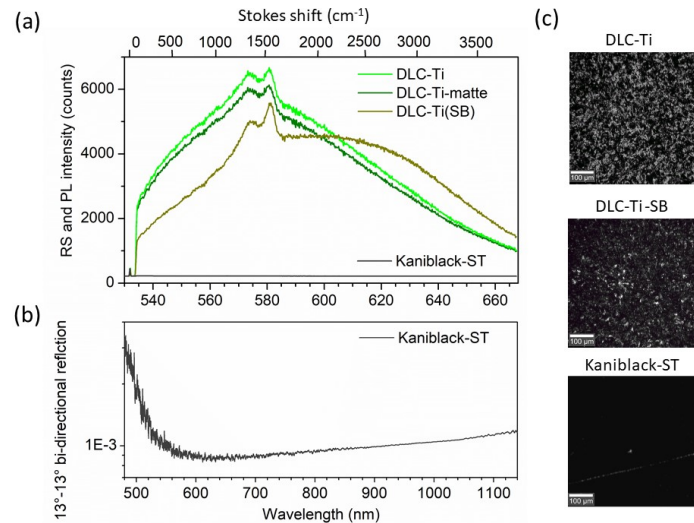 (a)
Stokes shift (cm-1)
0 500 1000 1500 2000 2500 3000 3500
RS and PL intensity (counts)
6000
4000
2000
0
DLC-Ti
DLC-Ti-matte
DLC-Ti(SB)
Kaniblack-ST
540 560 580 600 620 640 660
(b)
13°-13° bi-directional reflction
1E-3
Kaniblack-ST
500 600 700 800 900 1000 1100
Wavelength (nm)
(c)
DLC-Ti
100 µm
DLC-Ti-SB
100 µm
Kaniblack-ST
100 µm